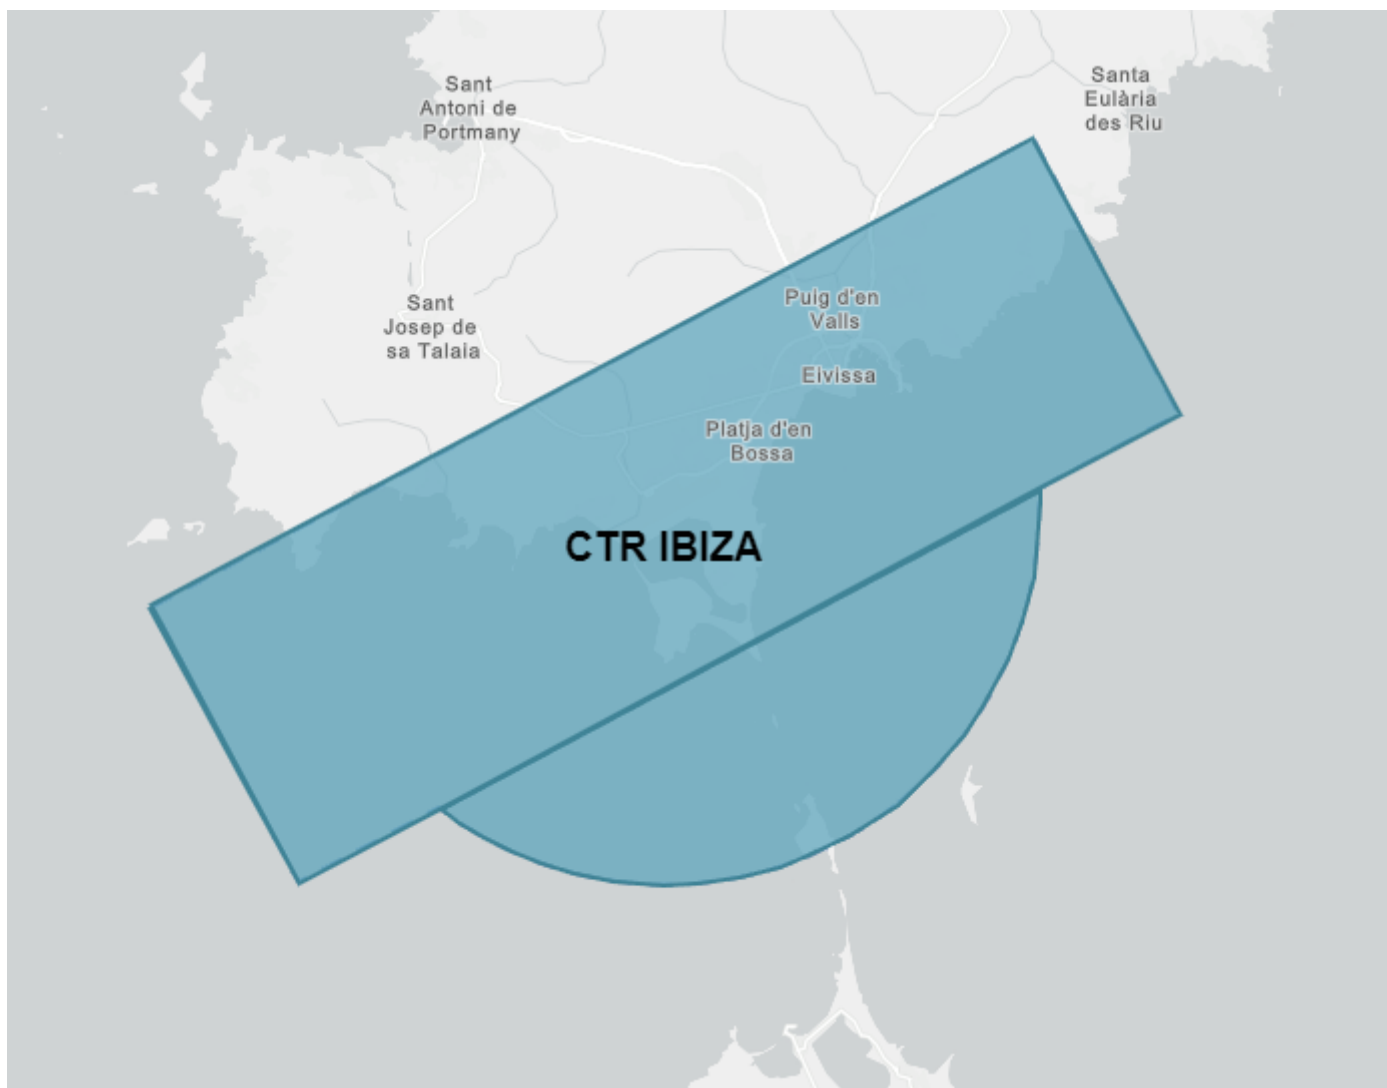 Sant
Antoni de
Portmany
Santa
Eulària
des Riu
Sant
Josep de
sa Talaia
Puig d'en
Valls
Eivissa
Platja d'en
Bossa
CTR IBIZA